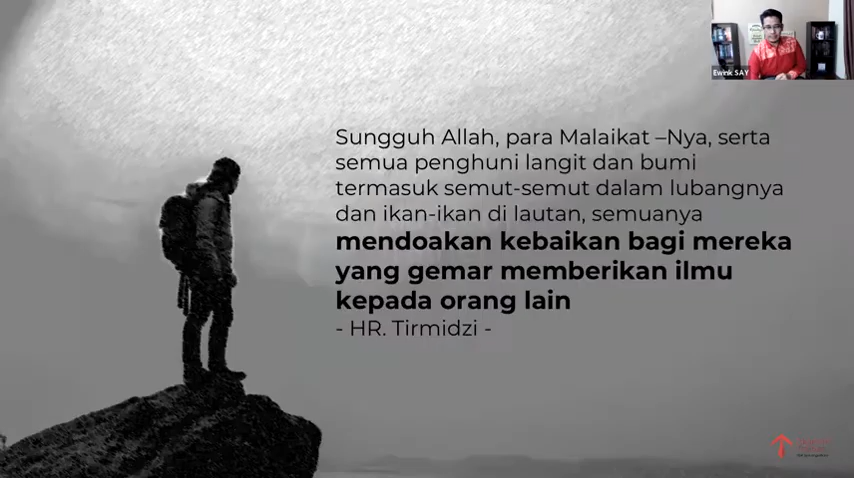 Ewink SAY
Sungguh Allah, para Malaikat –Nya, serta
semua penghuni langit dan bumi
termasuk semut-semut dalam lubangnya
dan ikan-ikan di lautan, semuanya
mendoakan kebaikan bagi mereka
yang gemar memberikan ilmu
kepada orang lain
- HR. Tirmidzi -